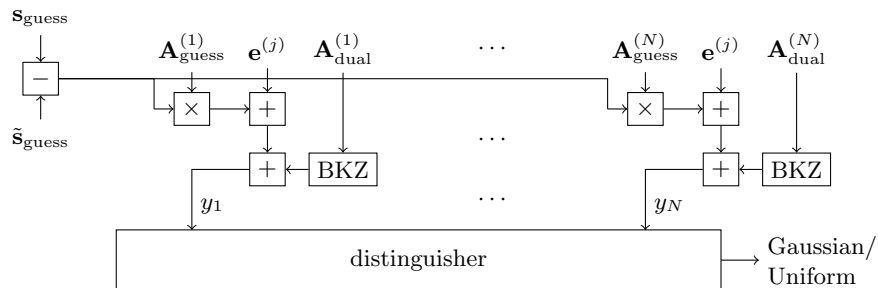 s_guess
A_guess^(1) e^(j) A_dual^(1) ... A_guess^(N) e^(j) A_dual^(N)
−
× + × +
s̃_guess
...
+ BKZ + BKZ
y_1 ... y_N
distinguisher
Gaussian/
Uniform